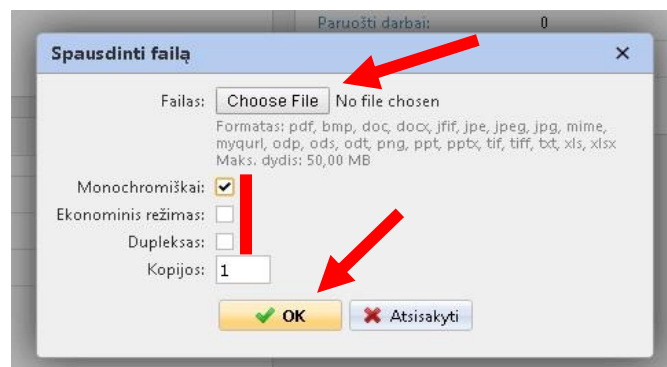 Paruošti darbai: 0
Spausdinti failą
Failas: Choose File No file chosen
Formatas: pdf, bmp, doc, docx, jfif, jpe, jpeg, jpg, mime,
myqurl, odp, ods, odt, png, ppt, pptx, tif, tiff, txt, xls, xlsx
Maks. dydis: 50,00 MB
Monochromiškai:
Ekonominis režimas:
Dupleksas:
Kopijos: 1
OK Atsisakyti